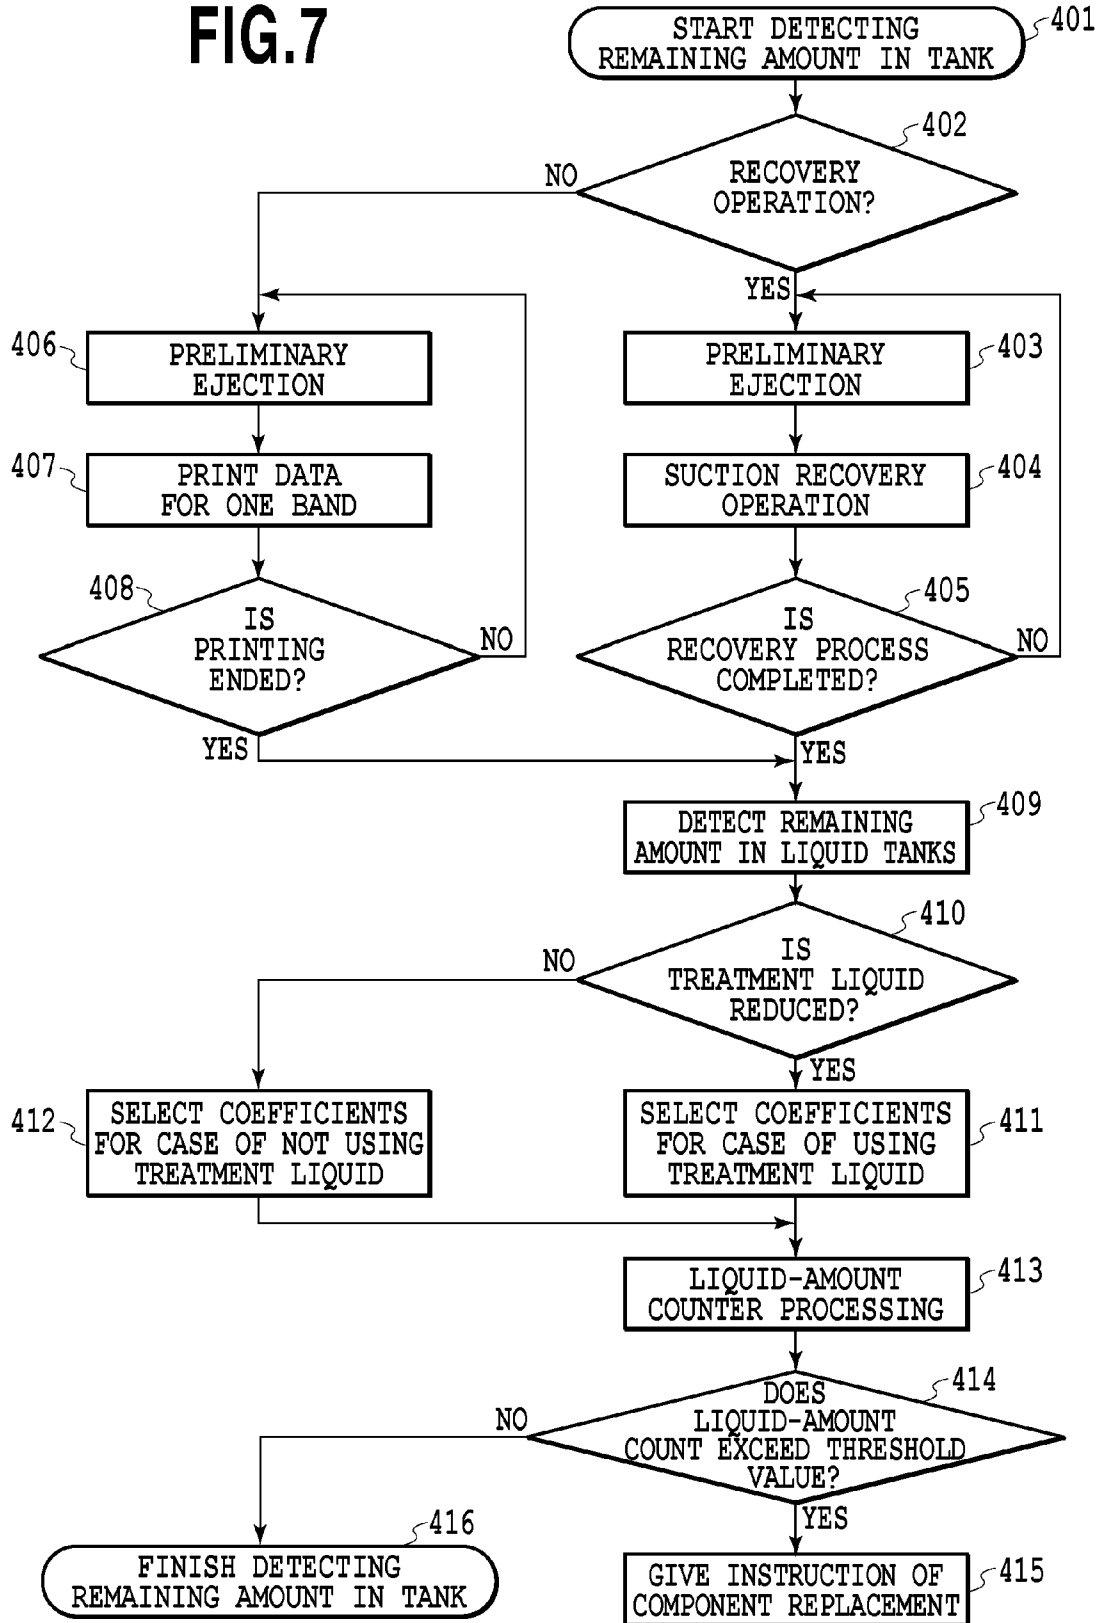 FIG.7
START DETECTING
REMAINING AMOUNT IN TANK
401
402
RECOVERY
OPERATION?
NO
YES
406
PRELIMINARY
EJECTION
PRELIMINARY
EJECTION
403
407
PRINT DATA
FOR ONE BAND
SUCTION RECOVERY
OPERATION
404
408
IS
PRINTING
ENDED?
NO
YES
405
IS
RECOVERY PROCESS
COMPLETED?
NO
YES
409
DETECT REMAINING
AMOUNT IN LIQUID TANKS
410
IS
TREATMENT LIQUID
REDUCED?
NO
YES
412
SELECT COEFFICIENTS
FOR CASE OF NOT USING
TREATMENT LIQUID
SELECT COEFFICIENTS
FOR CASE OF USING
TREATMENT LIQUID
411
LIQUID-AMOUNT
COUNTER PROCESSING
413
414
DOES
LIQUID-AMOUNT
COUNT EXCEED THRESHOLD
VALUE?
NO
YES
416
FINISH DETECTING
REMAINING AMOUNT IN TANK
GIVE INSTRUCTION OF
COMPONENT REPLACEMENT
415